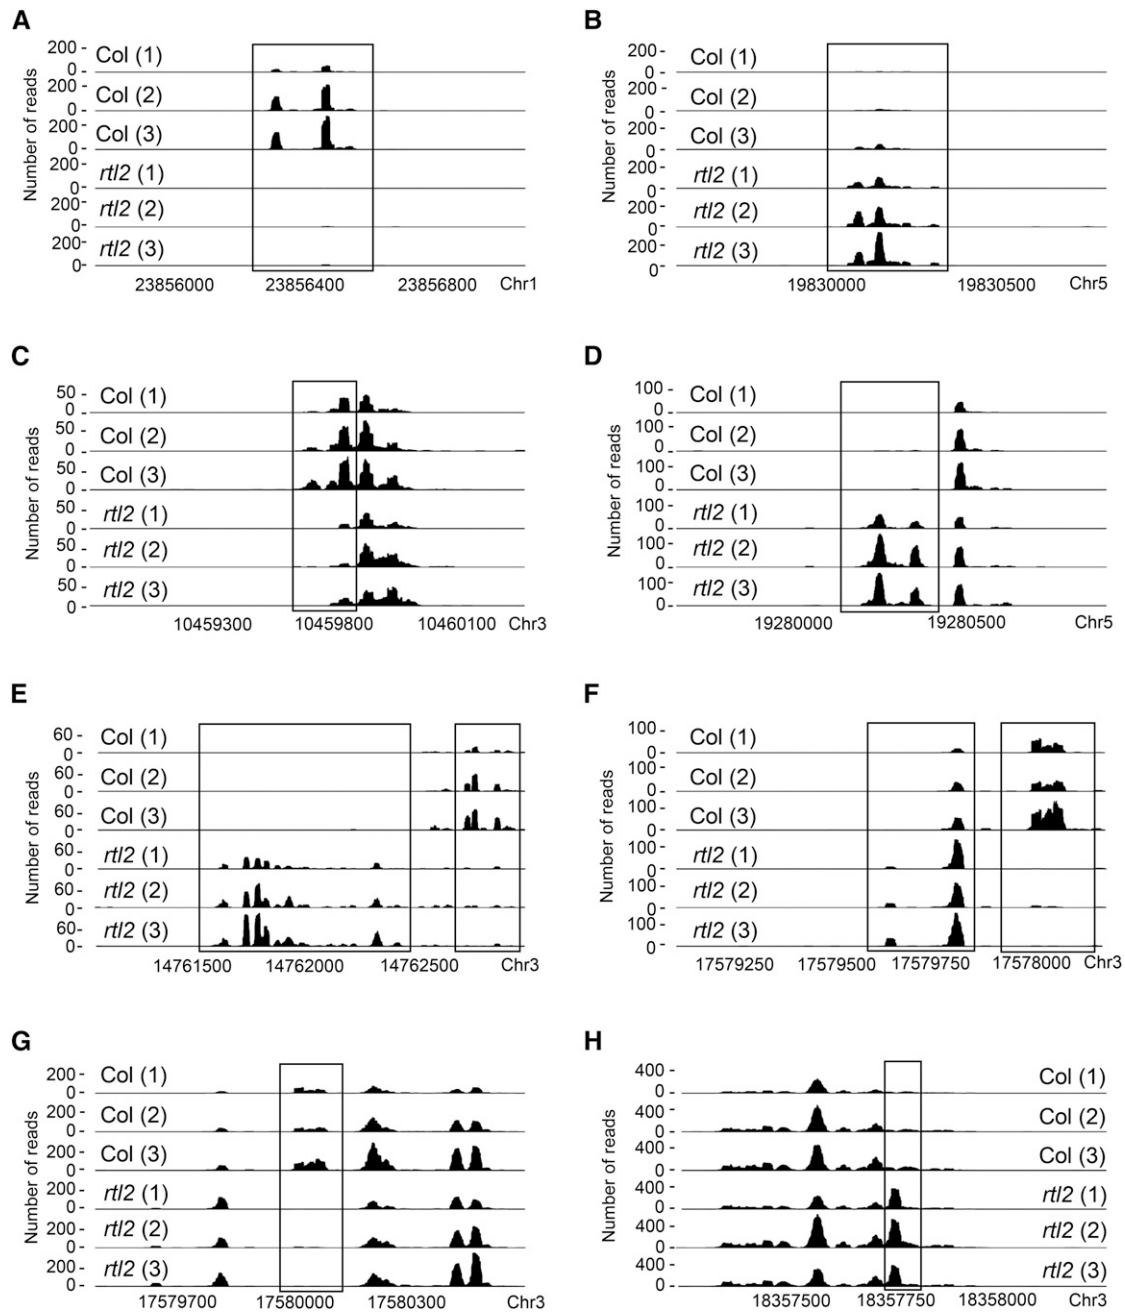 A
Number of reads
200
0
Col (1)
200
0
Col (2)
200
0
Col (3)
200
0
rtl2 (1)
200
0
rtl2 (2)
200
0
rtl2 (3)
23856000 23856400 23856800 Chr1
B
Number of reads
200
0
Col (1)
200
0
Col (2)
200
0
Col (3)
200
0
rtl2 (1)
200
0
rtl2 (2)
200
0
rtl2 (3)
19830000 19830500 Chr5
C
Number of reads
50
0
Col (1)
50
0
Col (2)
50
0
Col (3)
50
0
rtl2 (1)
50
0
rtl2 (2)
50
0
rtl2 (3)
10459300 10459800 10460100 Chr3
D
Number of reads
100
0
Col (1)
100
0
Col (2)
100
0
Col (3)
100
0
rtl2 (1)
100
0
rtl2 (2)
100
0
rtl2 (3)
19280000 19280500 Chr5
E
Number of reads
60
0
Col (1)
60
0
Col (2)
60
0
Col (3)
60
0
rtl2 (1)
60
0
rtl2 (2)
60
0
rtl2 (3)
14761500 14762000 14762500 Chr3
F
Number of reads
100
0
Col (1)
100
0
Col (2)
100
0
Col (3)
100
0
rtl2 (1)
100
0
rtl2 (2)
100
0
rtl2 (3)
17579250 17579500 17579750 17578000 Chr3
G
Number of reads
200
0
Col (1)
200
0
Col (2)
200
0
Col (3)
200
0
rtl2 (1)
200
0
rtl2 (2)
200
0
rtl2 (3)
17579700 17580000 17580300 Chr3
H
Number of reads
400
0
Col (1)
400
0
Col (2)
400
0
Col (3)
400
0
rtl2 (1)
400
0
rtl2 (2)
400
0
rtl2 (3)
18357500 18357750 18358000 Chr3